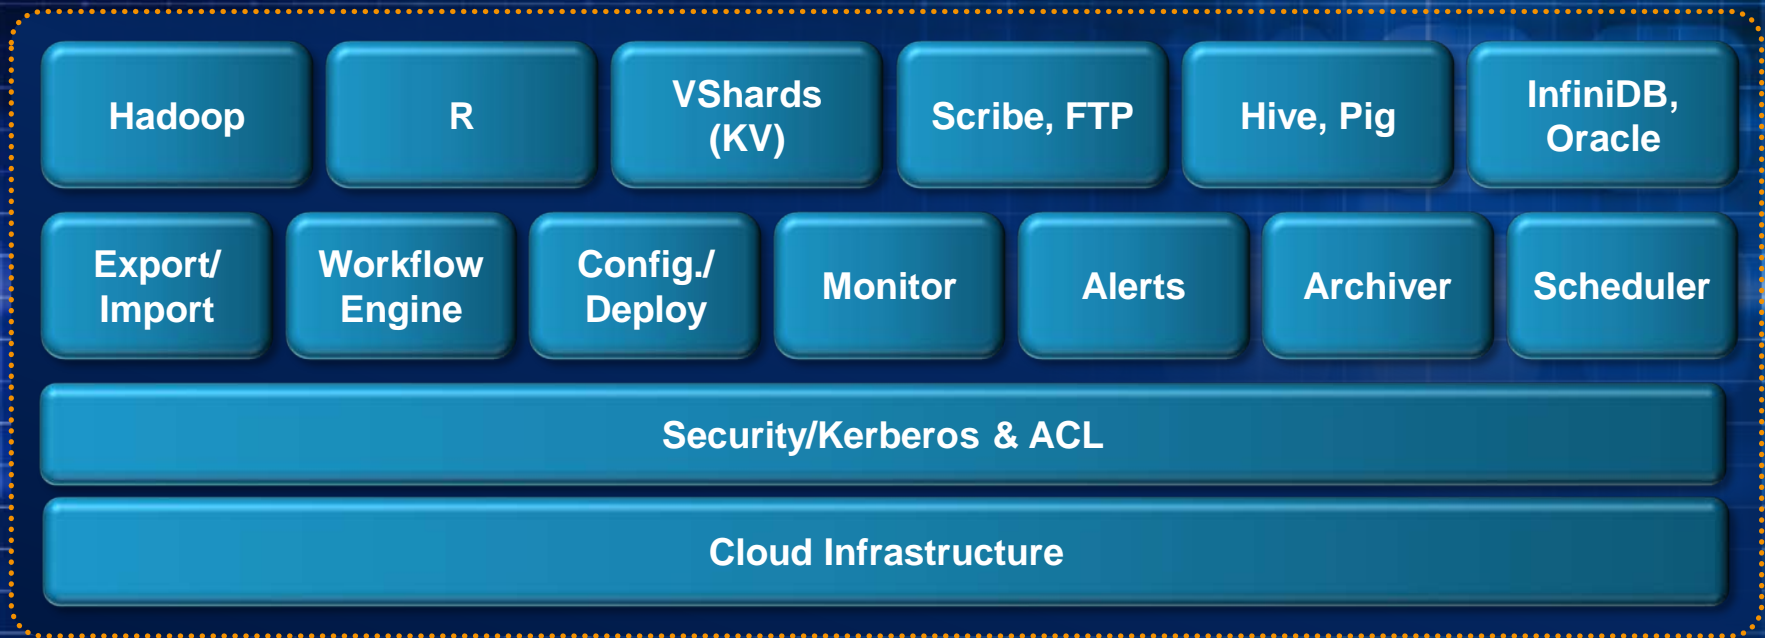 Hadoop
R
VShards
(KV)
Scribe, FTP
Hive, Pig
InfiniDB,
Oracle
Export/
Import
Workflow
Engine
Config./
Deploy
Monitor
Alerts
Archiver
Scheduler
Security/Kerberos & ACL
Cloud Infrastructure